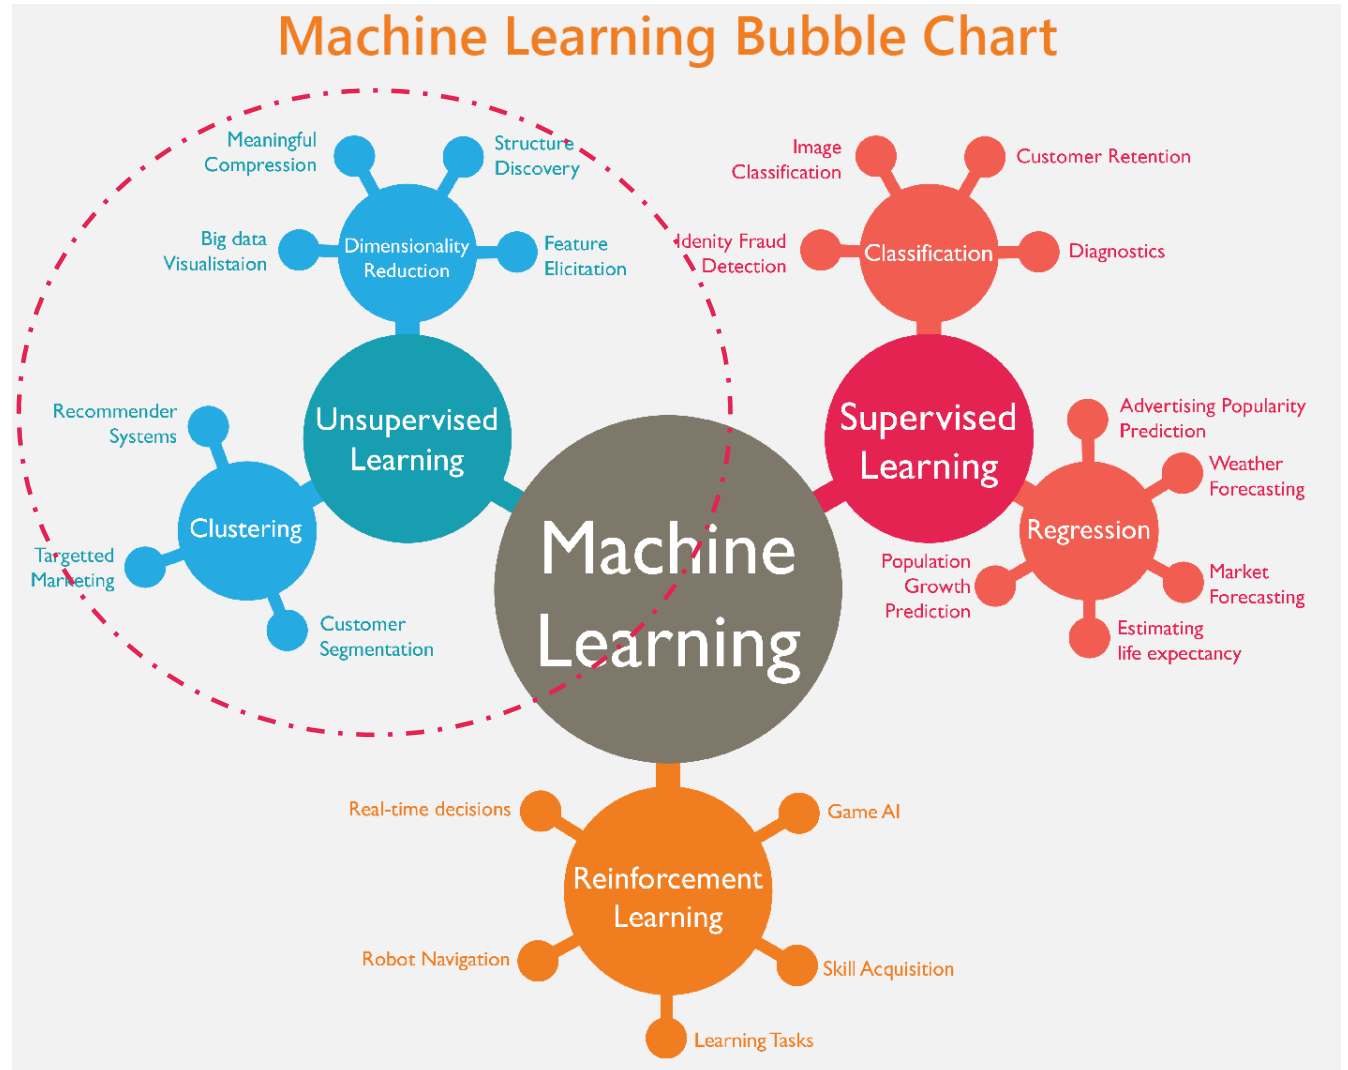 Machine Learning Bubble Chart
Meaningful
Compression
Structure
Discovery
Big data
Visualistaion
Dimensionality
Reduction
Feature
Elicitation
Unsupervised
Learning
Recommender
Systems
Clustering
Targetted
Marketing
Customer
Segmentation
Machine
Learning
Image
Classification
Customer Retention
Idenity Fraud
Detection
Classification
Diagnostics
Supervised
Learning
Advertising Popularity
Prediction
Weather
Forecasting
Regression
Population
Growth
Prediction
Market
Forecasting
Estimating
life expectancy
Real-time decisions
Game AI
Reinforcement
Learning
Robot Navigation
Skill Acquisition
Learning Tasks